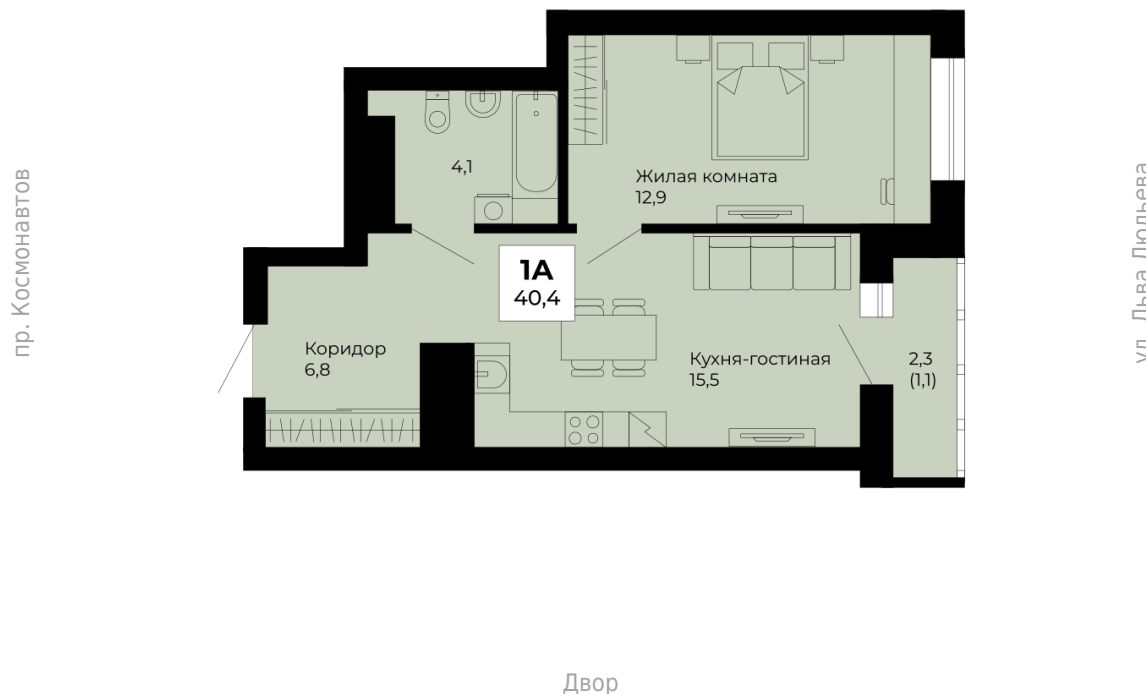 4,1
Жилая комната
12,9
1А
40,4
Коридор
6,8
Кухня-гостиная
15,5
2,3
(1,1)
пр. Космонавтов
ул. Льва
Двор